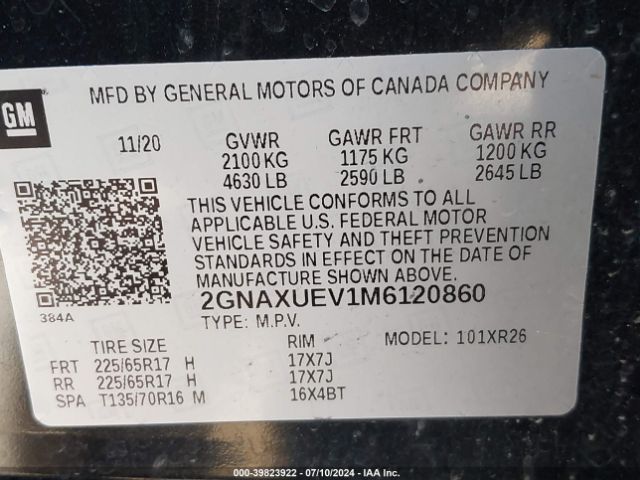 GM
MFD BY GENERAL MOTORS OF CANADA COMPANY
11/20 GVWR GAWR FRT GAWR RR
2100 KG 1175 KG 1200 KG
4630 LB 2590 LB 2645 LB
THIS VEHICLE CONFORMS TO ALL
APPLICABLE U.S. FEDERAL MOTOR
VEHICLE SAFETY AND THEFT PREVENTION
STANDARDS IN EFFECT ON THE DATE OF
MANUFACTURE SHOWN ABOVE.
384A 2GNAXUEV1M6120860
TYPE: M.P.V. MODEL: 101XR26
TIRE SIZE RIM
FRT 225/65R17 H 17X7J
RR 225/65R17 H 17X7J
SPA T135/70R16 M 16X4BT
000-39823922 - 07/10/2024 - IAA Inc.